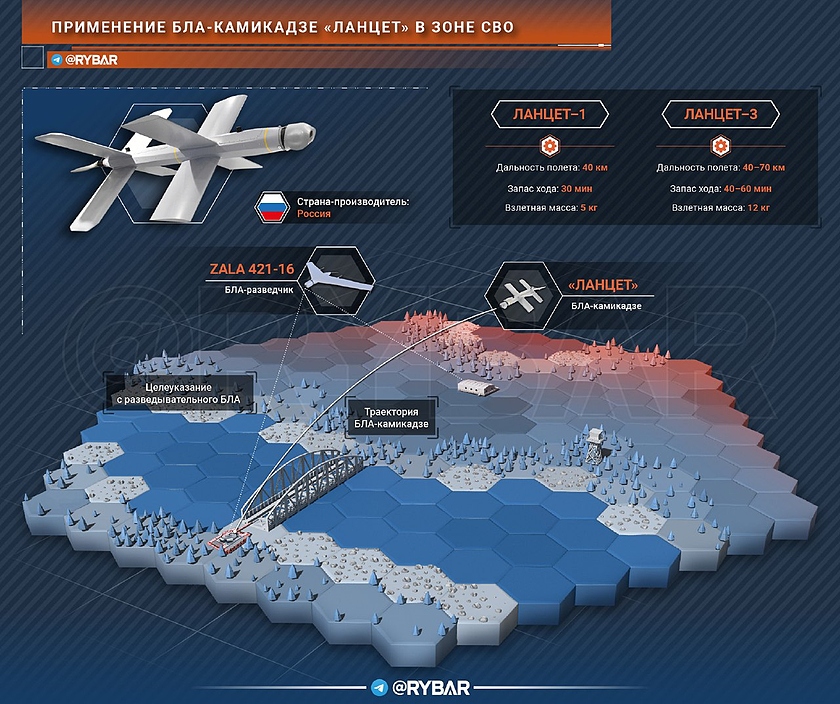 ПРИМЕНЕНИЕ БЛА-КАМИКАДЗЕ «ЛАНЦЕТ» В ЗОНЕ СВО
@RYBAR
ЛАНЦЕТ–1
Дальность полета: 40 км
Запас хода: 30 мин
Взлетная масса: 5 кг
ЛАНЦЕТ–3
Дальность полета: 40–70 км
Запас хода: 40–60 мин
Взлетная масса: 12 кг
Страна-производитель:
Россия
ZALA 421-16
БЛА-разведчик
«ЛАНЦЕТ»
БЛА-камикадзе
Целеуказание
с разведывательного БЛА
Траектория
БЛА-камикадзе
@RYBAR
@RYBAR